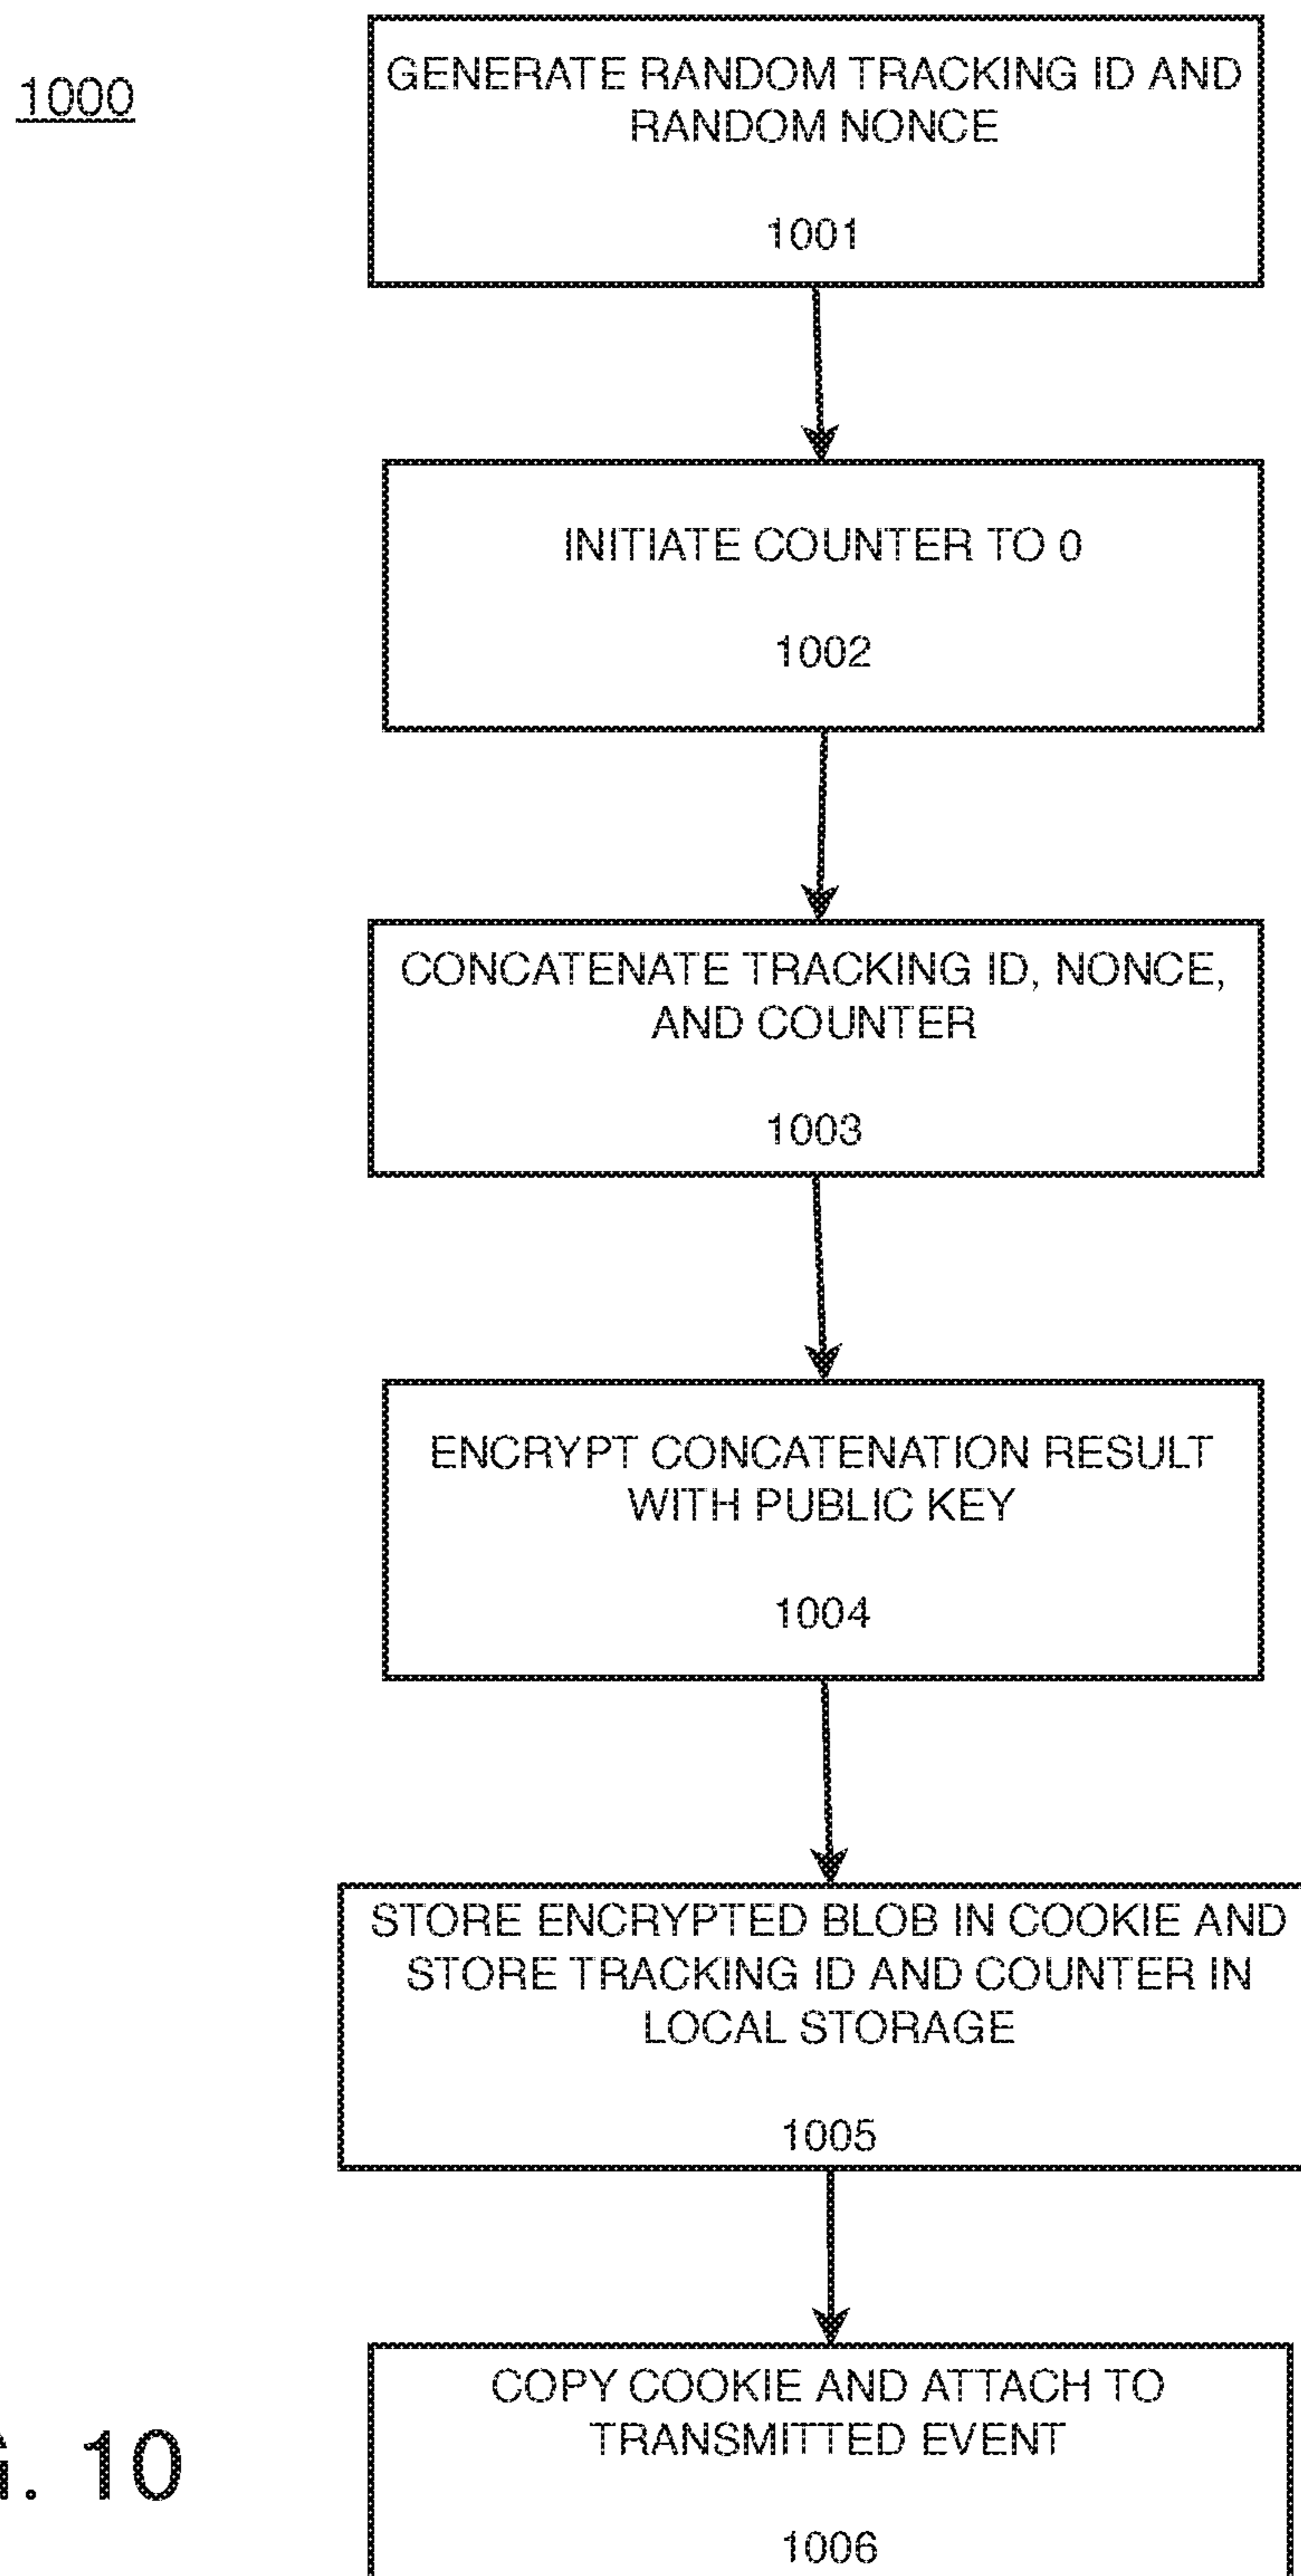 1000
GENERATE RANDOM TRACKING ID AND
RANDOM NONCE
1001
INITIATE COUNTER TO 0
1002
CONCATENATE TRACKING ID, NONCE,
AND COUNTER
1003
ENCRYPT CONCATENATION RESULT
WITH PUBLIC KEY
1004
STORE ENCRYPTED BLOB IN COOKIE AND
STORE TRACKING ID AND COUNTER IN
LOCAL STORAGE
1005
COPY COOKIE AND ATTACH TO
TRANSMITTED EVENT
1006
G. 10